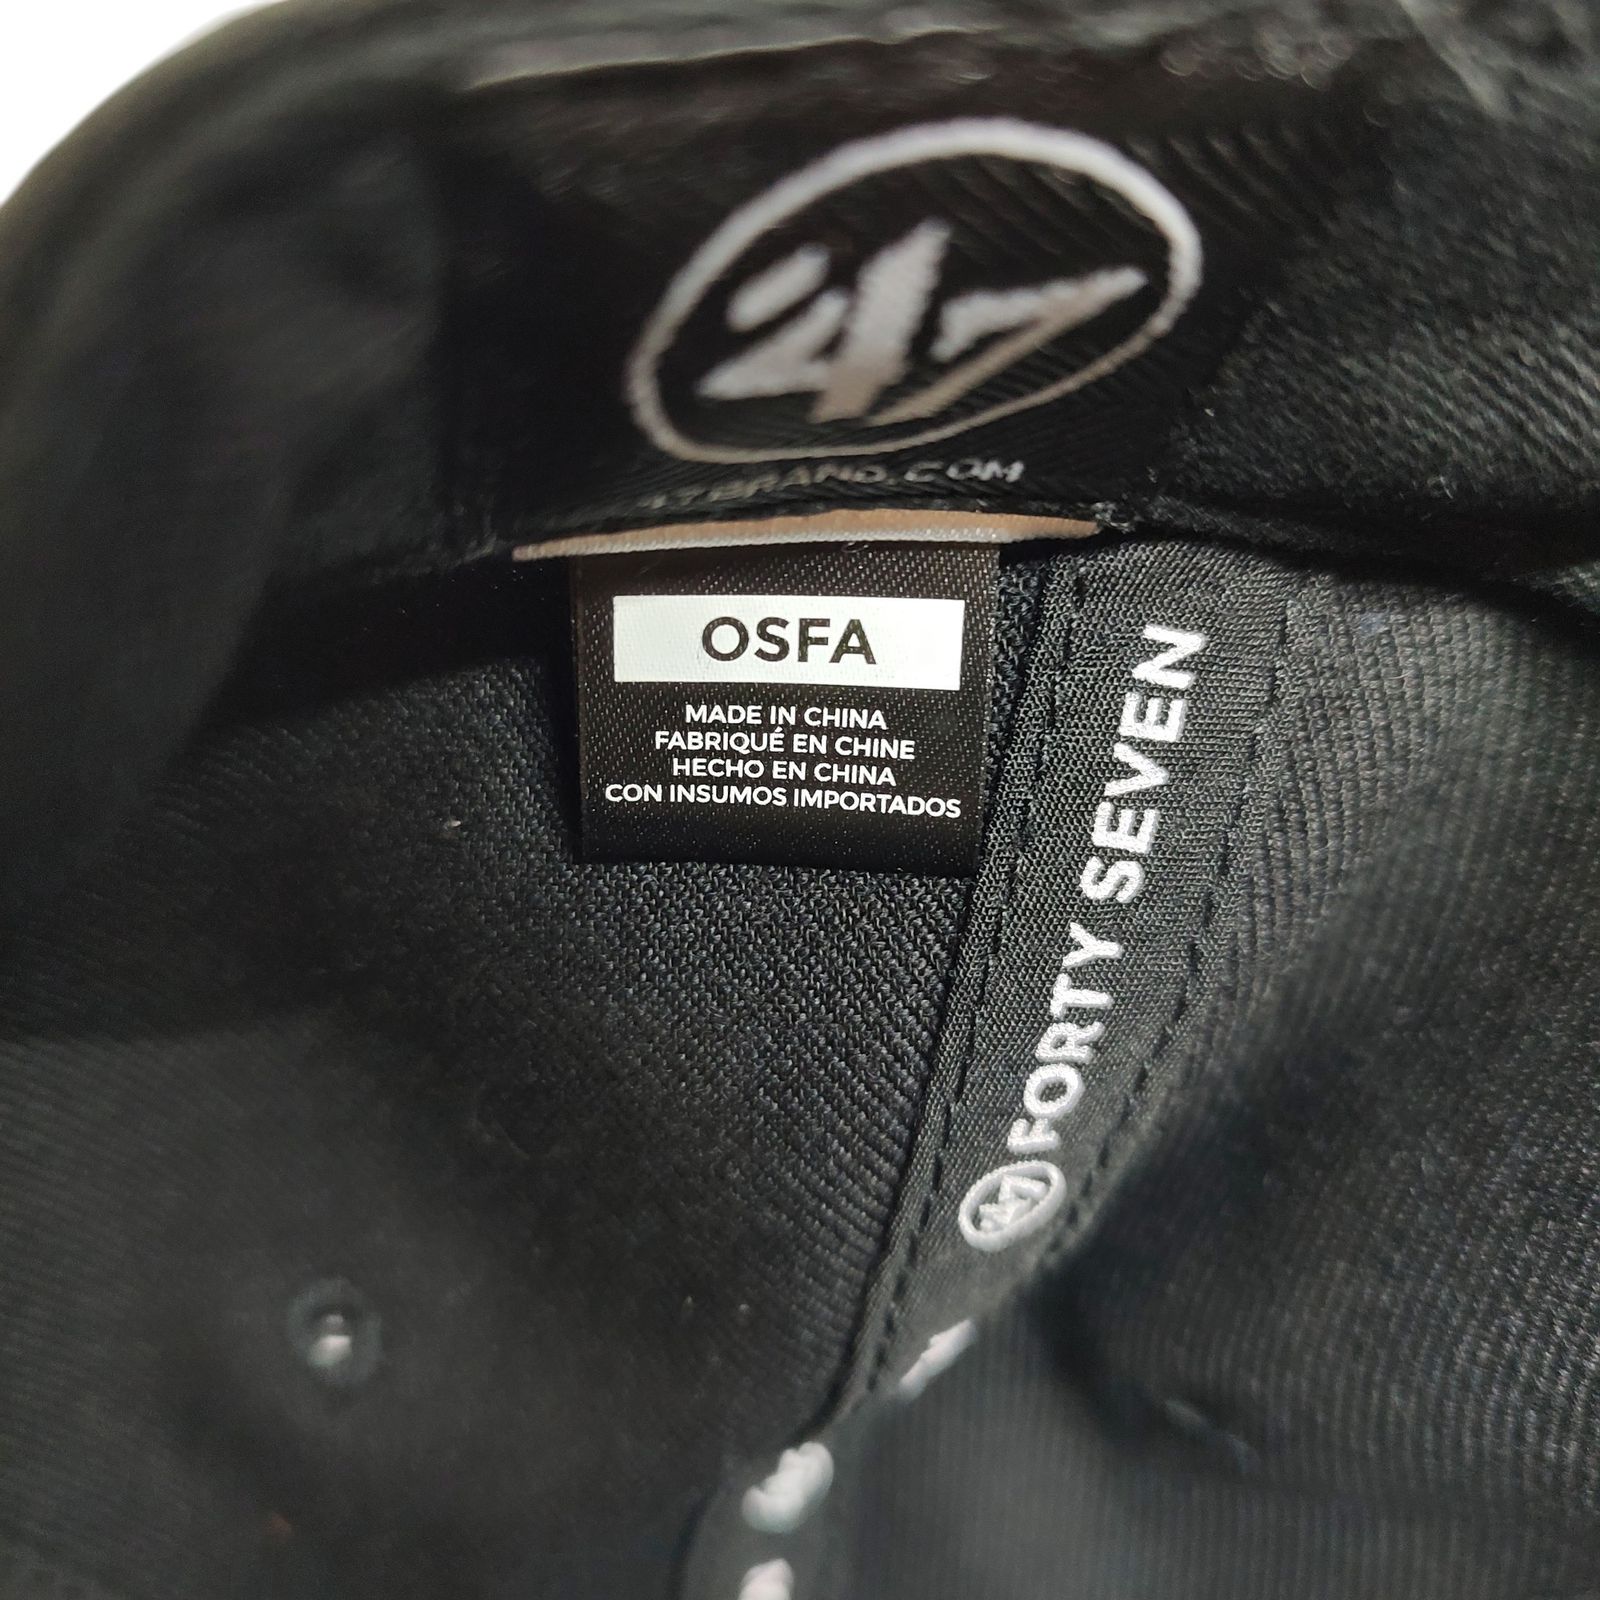 '47
47BRAND.COM
OSFA
MADE IN CHINA
FABRIQUÉ EN CHINE
HECHO EN CHINA
CON INSUMOS IMPORTADOS
'47 FORTY SEVEN